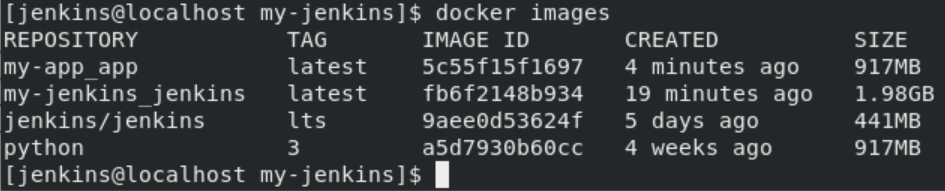 [jenkins@localhost my-jenkins]$ docker images
REPOSITORY TAG IMAGE ID CREATED SIZE
my-app_app latest 5c55f15f1697 4 minutes ago 917MB
my-jenkins_jenkins latest fb6f2148b934 19 minutes ago 1.98GB
jenkins/jenkins lts 9aee0d53624f 5 days ago 441MB
python 3 a5d7930b60cc 4 weeks ago 917MB
[jenkins@localhost my-jenkins]$